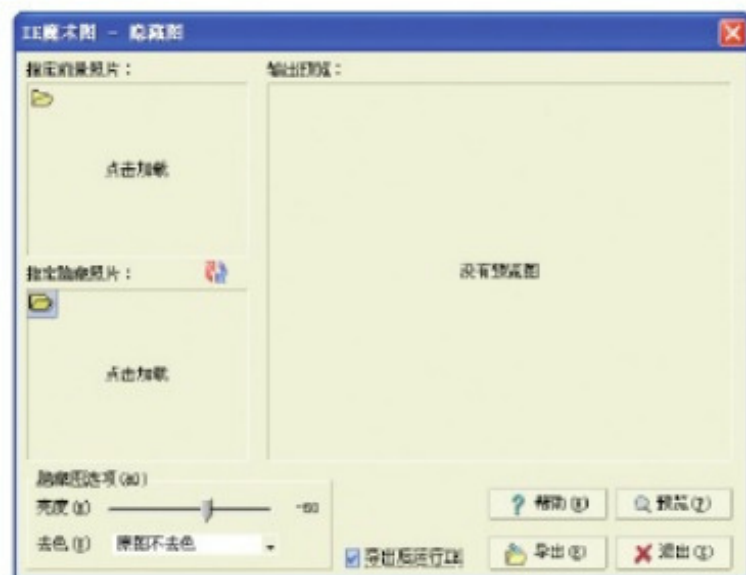 IE魔术图 - 隐藏图
指定前景照片：
输出预览：
点击加载
没有预览图
指定隐藏照片：
点击加载
隐藏图选项
亮度
去色 原图不去色
导出后运行IE
帮助
预览
导出
退出